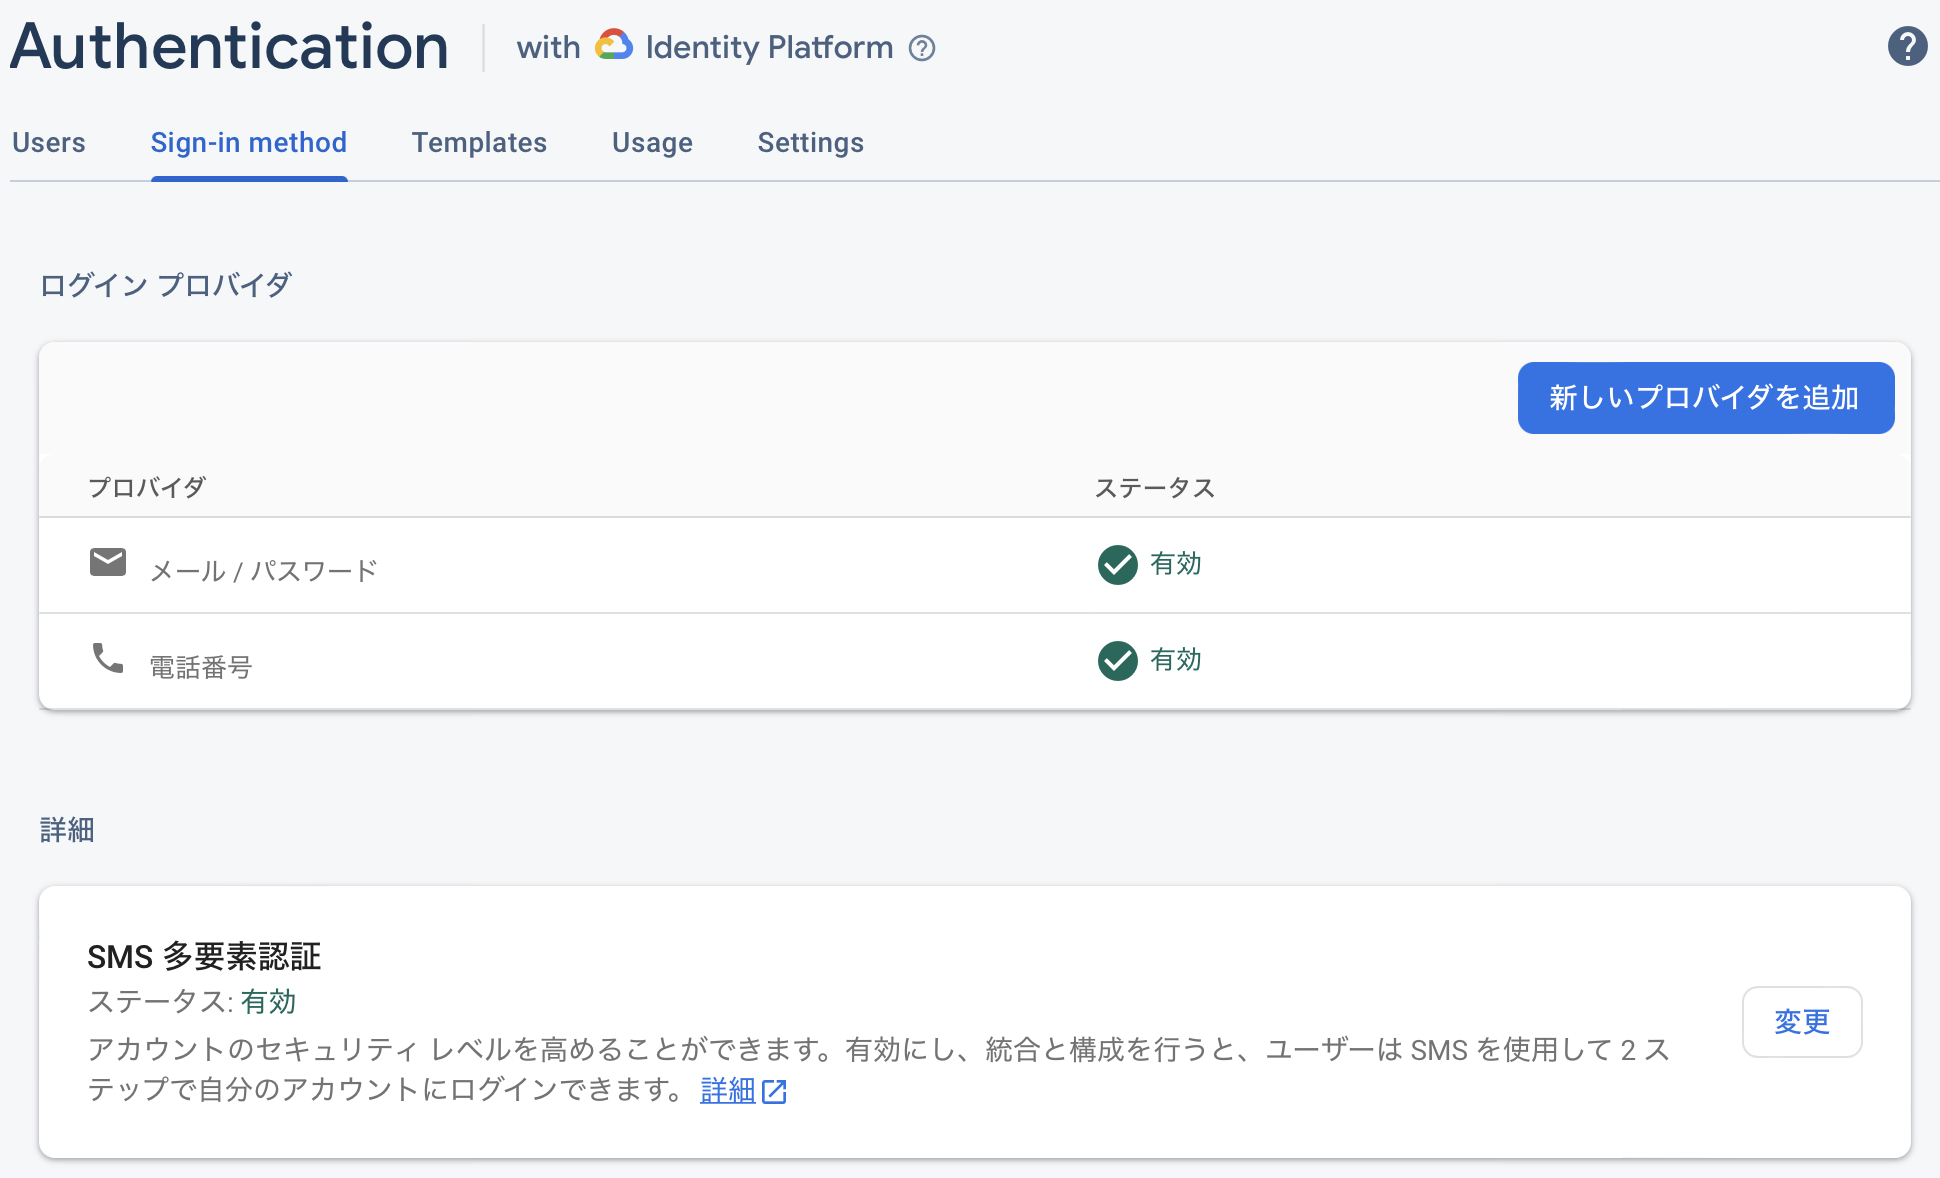 Authentication with Identity Platform ?
?
Users Sign-in method Templates Usage Settings
ログイン プロバイダ
新しいプロバイダを追加
プロバイダ ステータス
メール / パスワード 有効
電話番号 有効
詳細
SMS 多要素認証
ステータス: 有効
変更
アカウントのセキュリティ レベルを高めることができます。有効にし、統合と構成を行うと、ユーザーは SMS を使用して 2 ス
テップで自分のアカウントにログインできます。 詳細